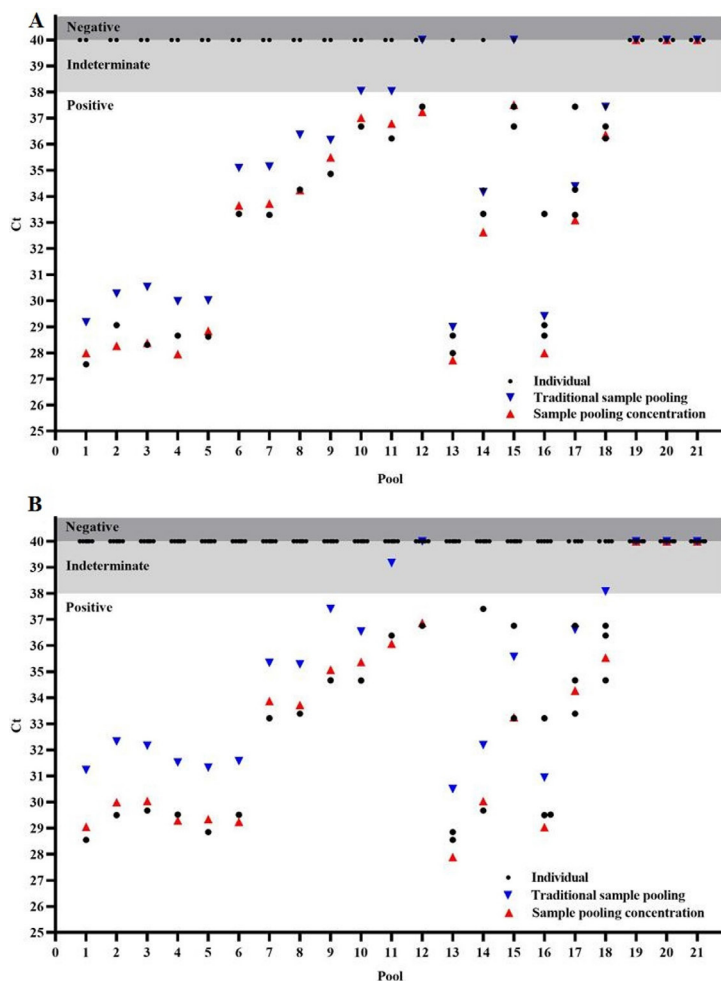 A
Negative
40
39
Indeterminate
38
Positive
37
36
35
34
33
32
31
30
29
28
27
26
25
Ct
Individual
Traditional sample pooling
Sample pooling concentration
0 1 2 3 4 5 6 7 8 9 10 11 12 13 14 15 16 17 18 19 20 21
Pool
B
Negative
40
39
Indeterminate
38
Positive
37
36
35
34
33
32
31
30
29
28
27
26
25
Ct
Individual
Traditional sample pooling
Sample pooling concentration
0 1 2 3 4 5 6 7 8 9 10 11 12 13 14 15 16 17 18 19 20 21
Pool